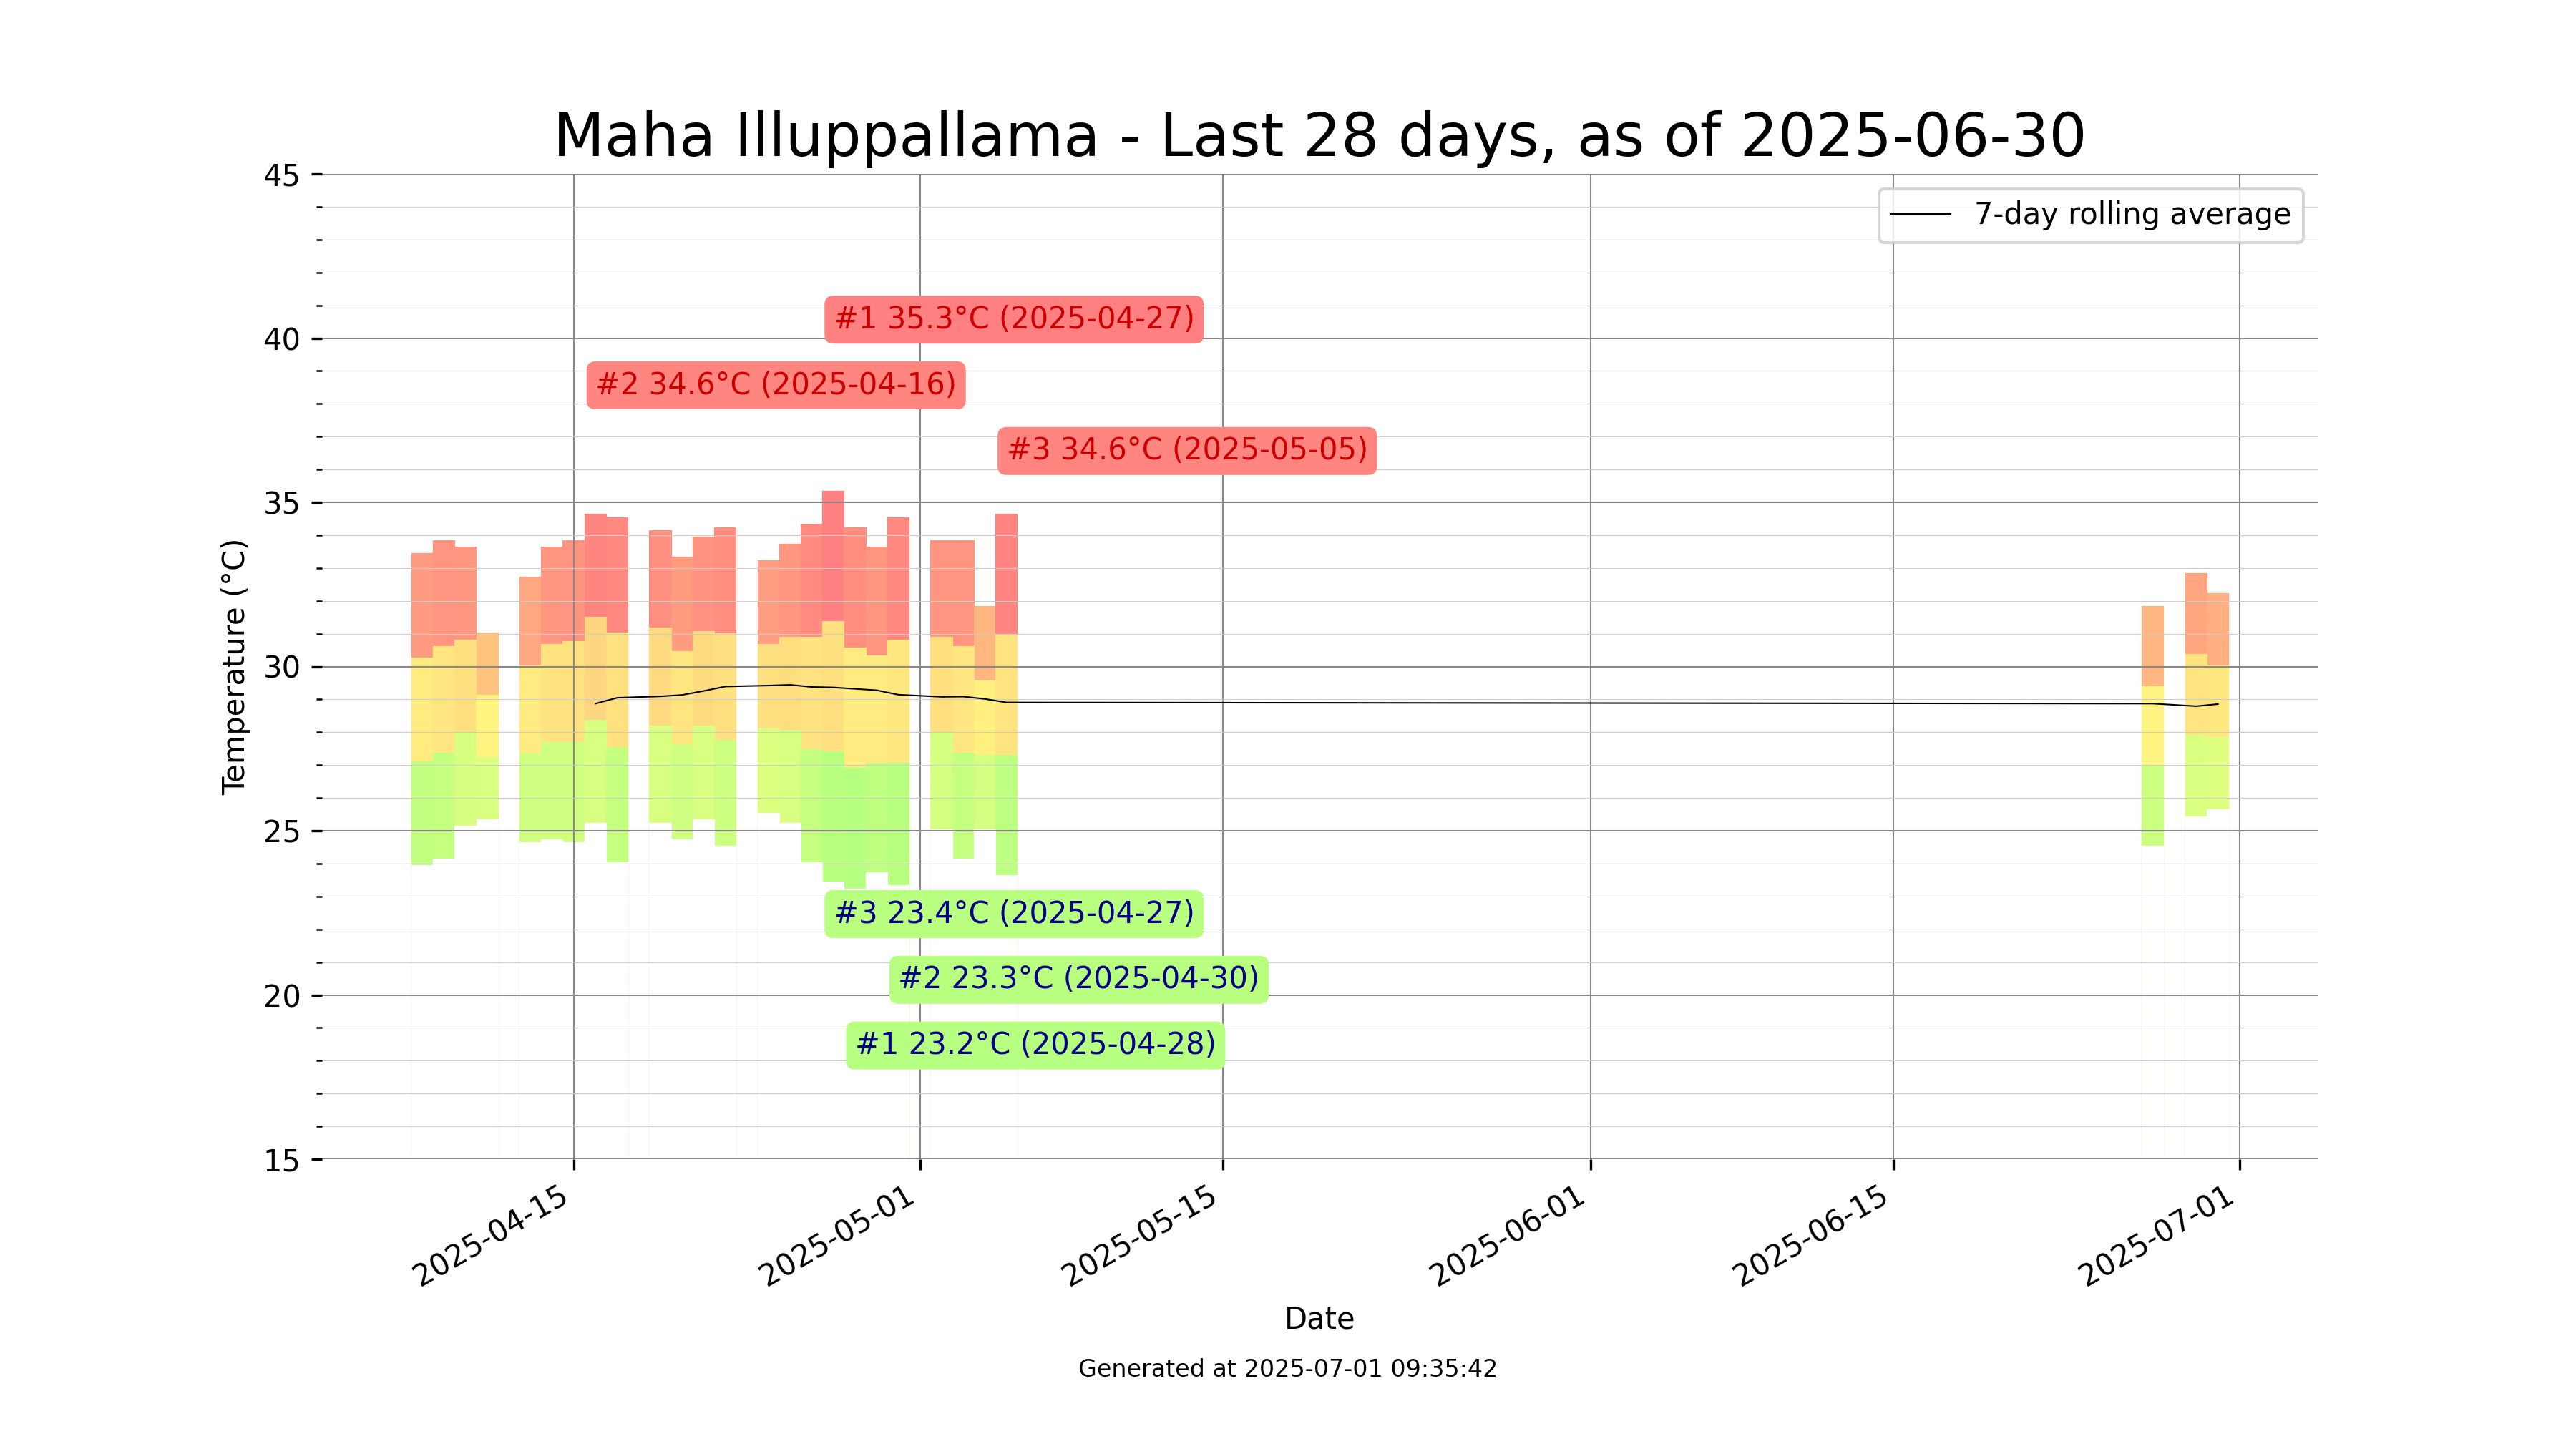 Maha Illuppallama - Last 28 days, as of 2025-06-30
45
40
35
30
25
20
15
Temperature (°C)
7-day rolling average
#1 35.3°C (2025-04-27)
#2 34.6°C (2025-04-16)
#3 34.6°C (2025-05-05)
#3 23.4°C (2025-04-27)
#2 23.3°C (2025-04-30)
#1 23.2°C (2025-04-28)
2025-04-15
2025-05-01
2025-05-15
2025-06-01
2025-06-15
2025-07-01
Date
Generated at 2025-07-01 09:35:42